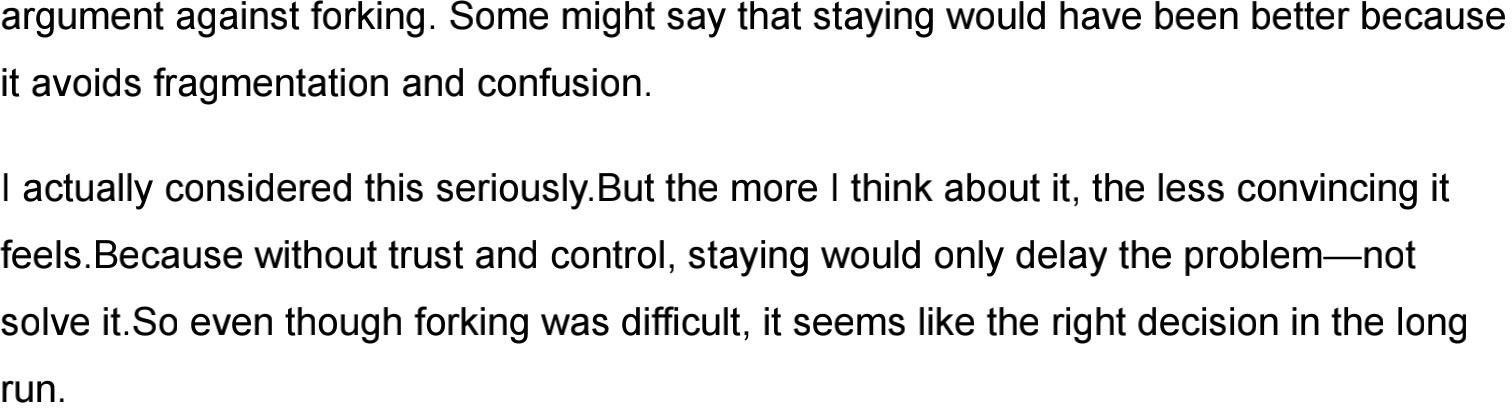 argument against forking. Some might say that staying would have been better because
it avoids fragmentation and confusion.
I actually considered this seriously.But the more I think about it, the less convincing it
feels.Because without trust and control, staying would only delay the problem—not
solve it.So even though forking was difficult, it seems like the right decision in the long
run.